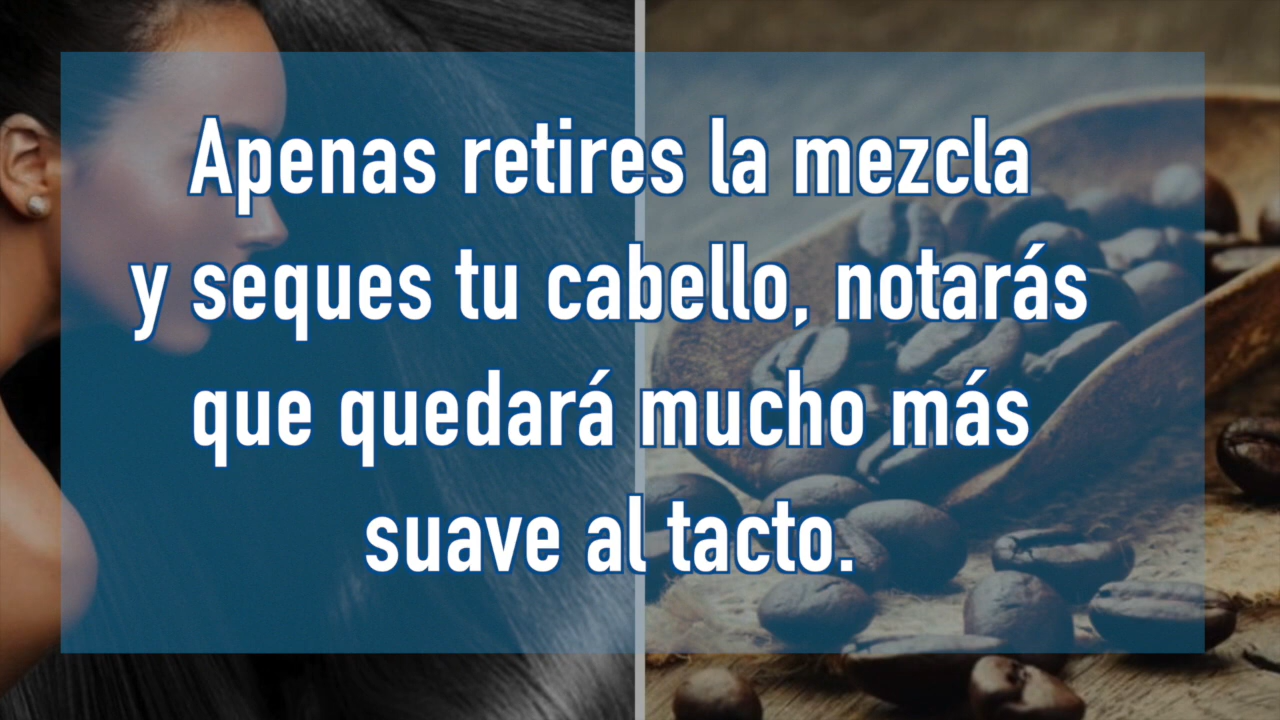 Apenas retires la mezcla
y seques tu cabello, notarás
que quedará mucho más
suave al tacto.